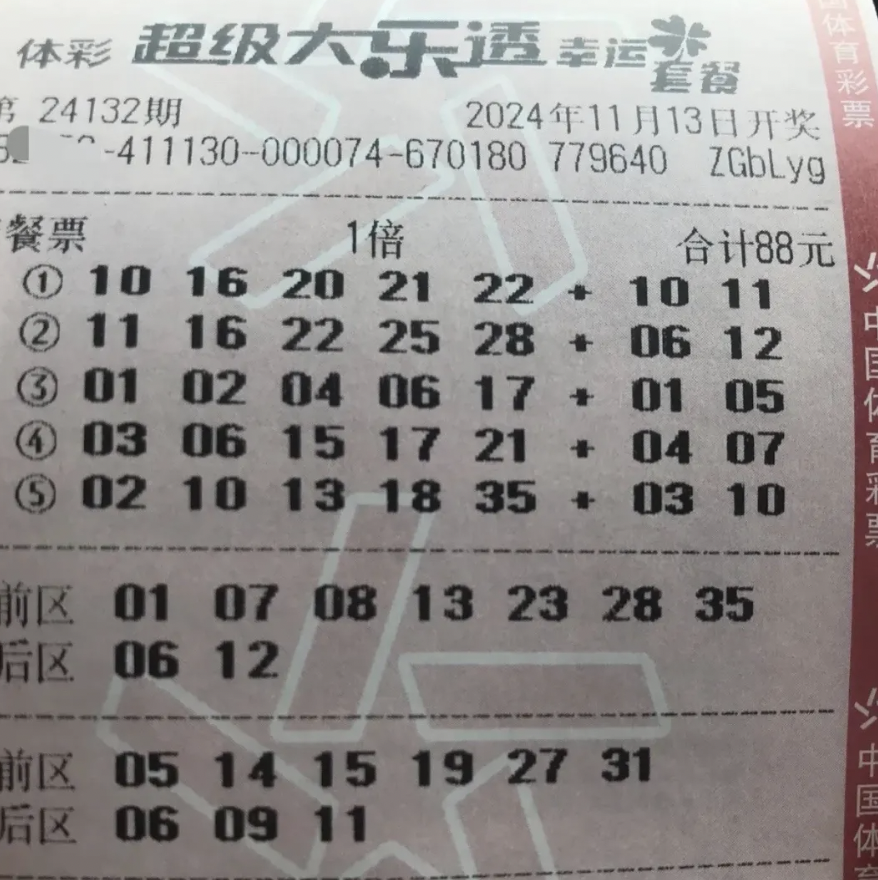 体彩 超级大乐透 幸运套餐
第 24132期 2024年11月13日开奖
-411130-000074-670180 779640 ZGbLyg
餐票 1倍 合计88元
① 10 16 20 21 22 + 10 11
② 11 16 22 25 28 + 06 12
③ 01 02 04 06 17 + 01 05
④ 03 06 15 17 21 + 04 07
⑤ 02 10 13 18 35 + 03 10
前区 01 07 08 13 23 28 35
后区 06 12
前区 05 14 15 19 27 31
后区 06 09 11
国体育彩票
中国体育彩票
中国体育